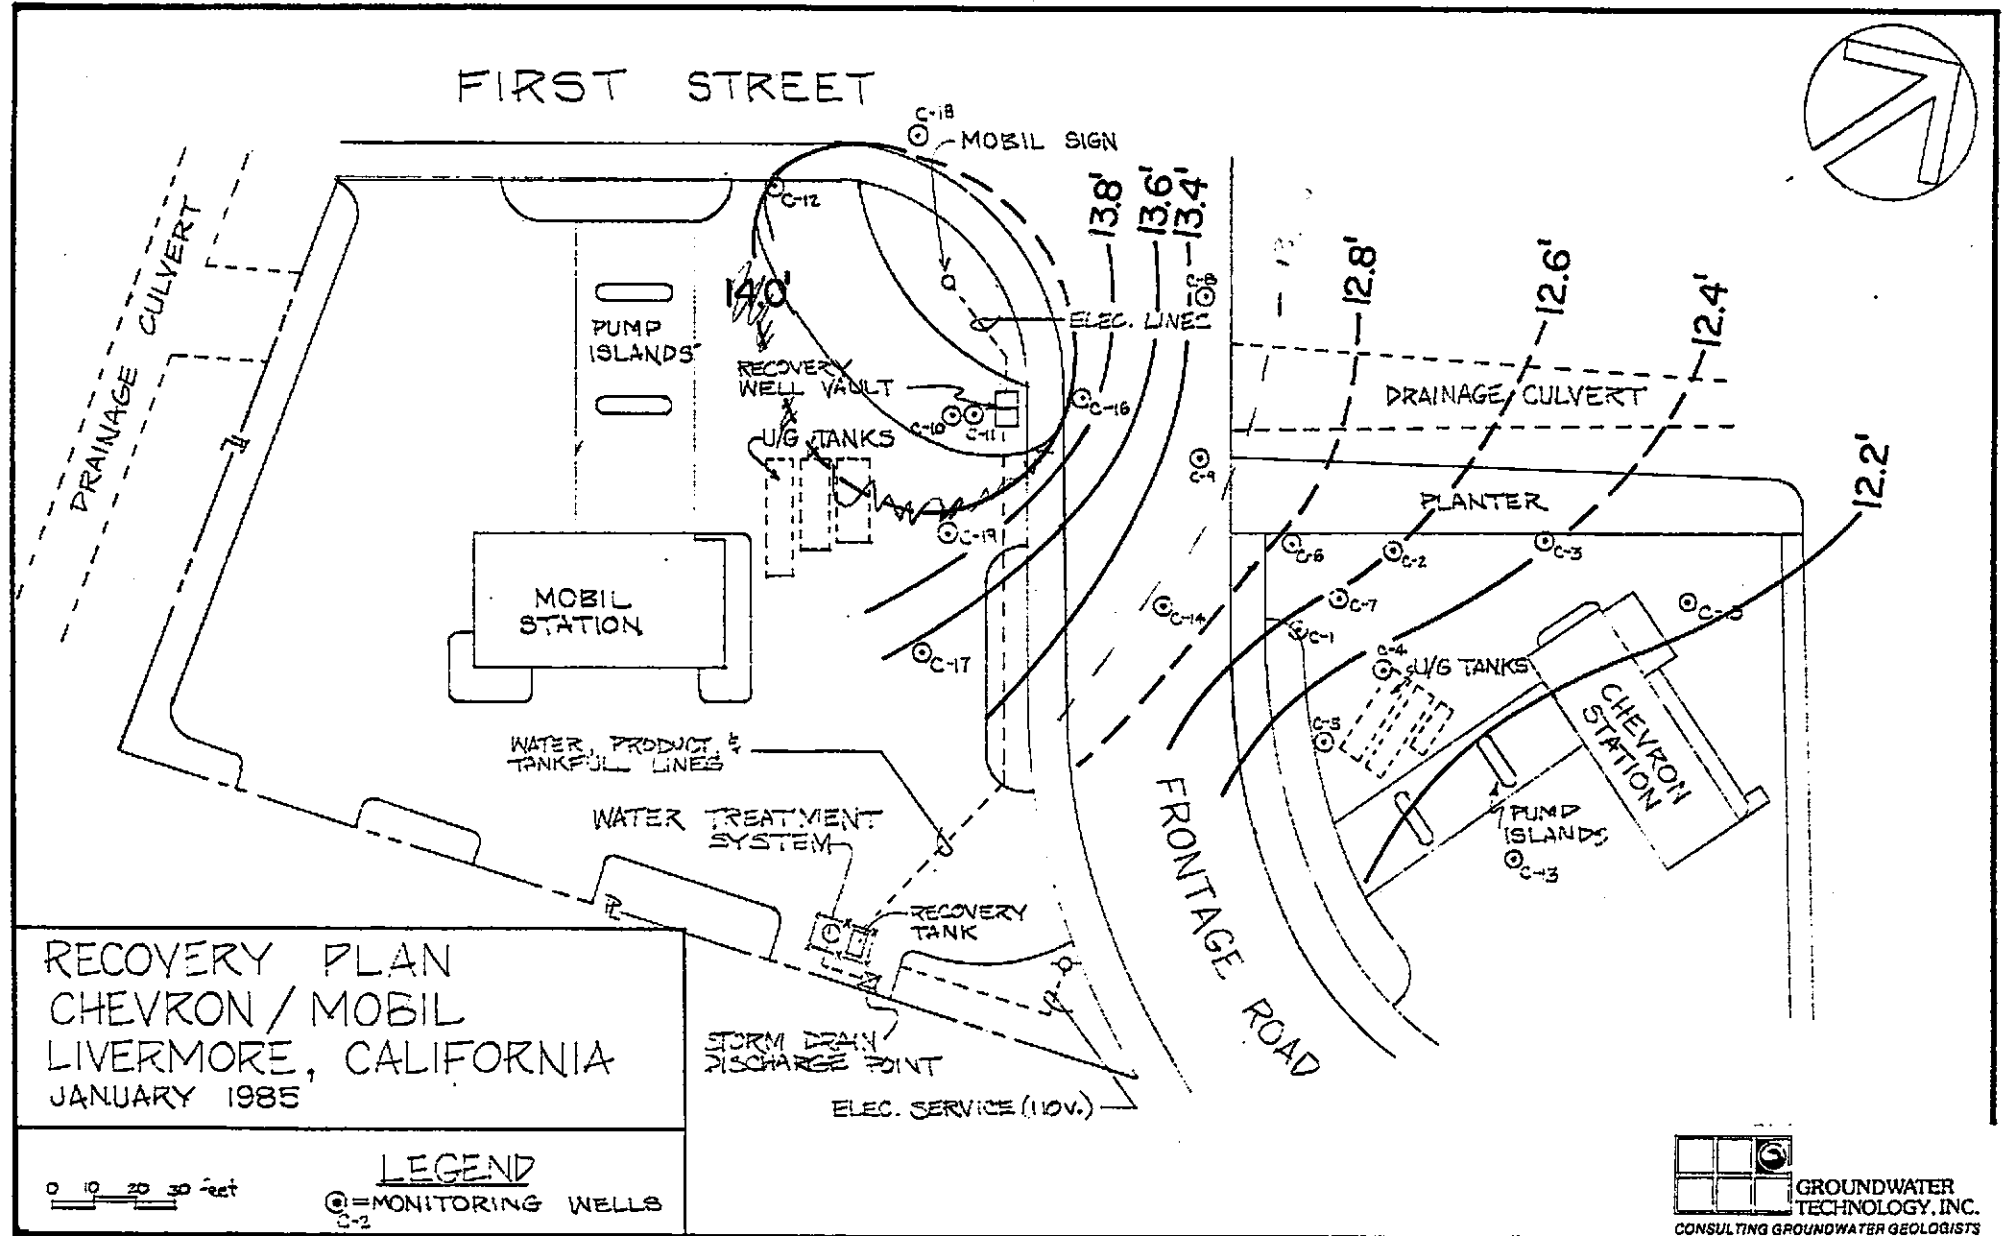 FIRST STREET
C-18
MOBIL SIGN
C-12
13.8'
13.6'
13.4'
12.8'
12.6'
12.4'
12.2'
14.0'
DRAINAGE CULVERT
PUMP
ISLANDS
ELEC. LINES
RECOVERY
WELL VAULT
C-10
C-11
C-16
C-9
U/G TANKS
C-19
DRAINAGE CULVERT
PLANTER
C-2
C-3
C-7
C-14
C-1
C-4
U/G TANKS
MOBIL
STATION
C-17
CHEVRON
STATION
WATER, PRODUCT, &
TANKFULL LINES
WATER TREATMENT
SYSTEM
PUMP
ISLANDS
C-13
FRONTAGE ROAD
RECOVERY
TANK
STORM DRAIN
DISCHARGE POINT
ELEC. SERVICE (110V.)
RECOVERY PLAN
CHEVRON / MOBIL
LIVERMORE, CALIFORNIA
JANUARY 1985
LEGEND
0 10 20 30 feet
=MONITORING WELLS
C-2
GROUNDWATER
TECHNOLOGY, INC.
CONSULTING GROUNDWATER GEOLOGISTS